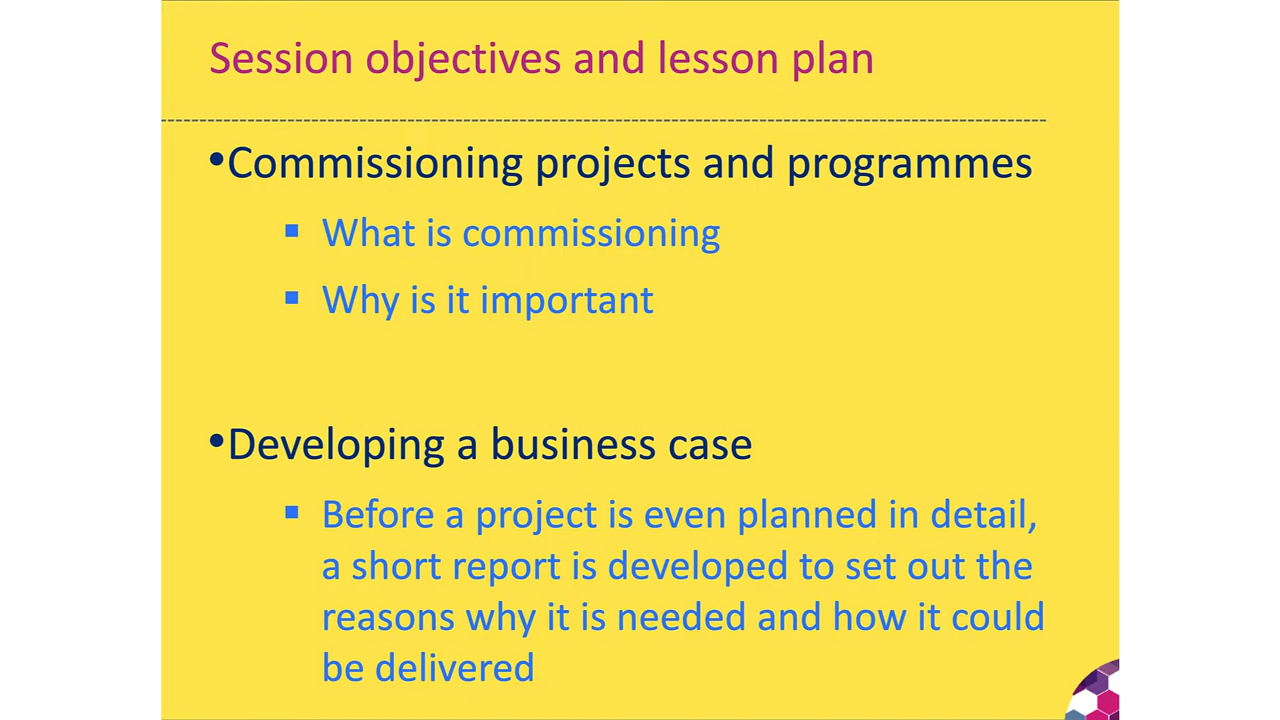 Session objectives and lesson plan
•Commissioning projects and programmes
▪ What is commissioning
▪ Why is it important
•Developing a business case
▪ Before a project is even planned in detail,
a short report is developed to set out the
reasons why it is needed and how it could
be delivered